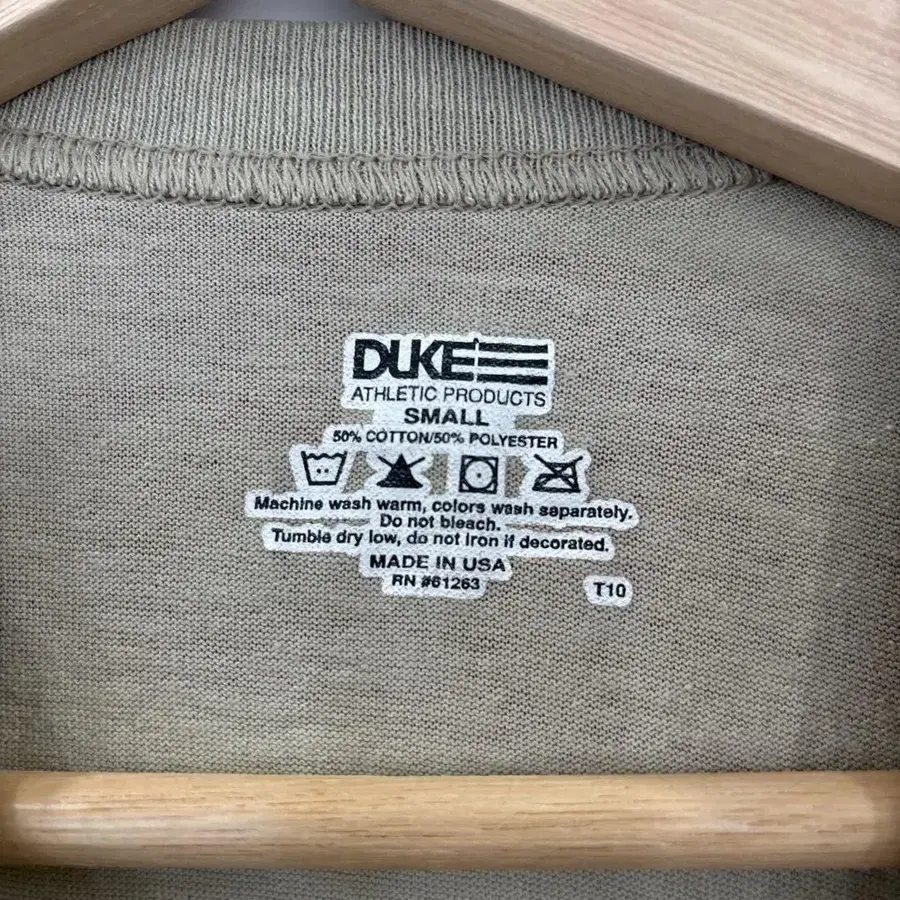 DUKE
ATHLETIC PRODUCTS
SMALL
50% COTTON/50% POLYESTER
Machine wash warm, colors wash separately.
Do not bleach.
Tumble dry low, do not iron if decorated.
MADE IN USA
RN #61263
T10